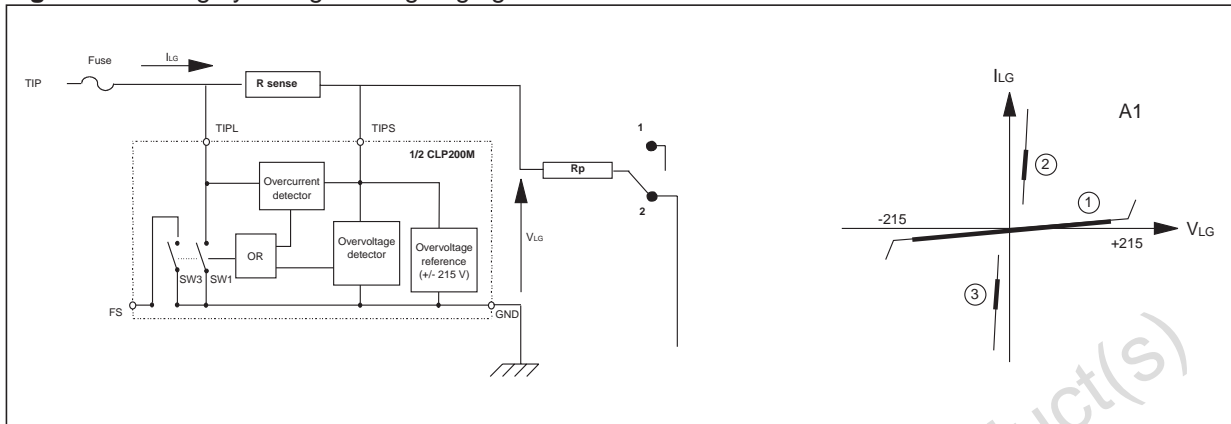 Fuse
ILG
TIP
R sense
TIPL
TIPS
1/2 CLP200M
Overcurrent
detector
OR
Overvoltage
detector
Overvoltage
reference
(+/- 215 V)
SW3
SW1
FS
GND
VLG
Rp
1
2
ILG
A1
2
1
-215
+215
VLG
3